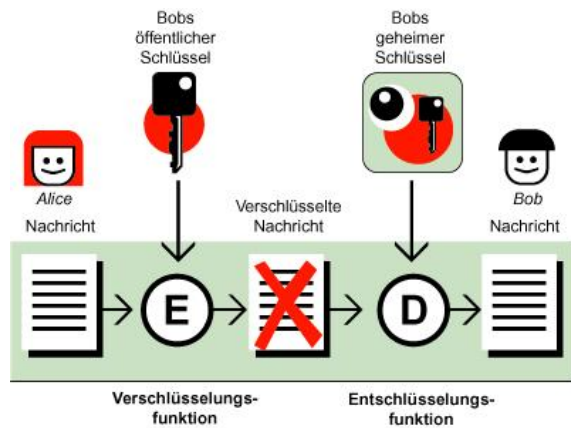 Bobs
öffentlicher
Schlüssel
Bobs
geheimer
Schlüssel
Alice
Nachricht
Verschlüsselte
Nachricht
Bob
Nachricht
E
D
Verschlüsselungs-
funktion
Entschlüsselungs-
funktion